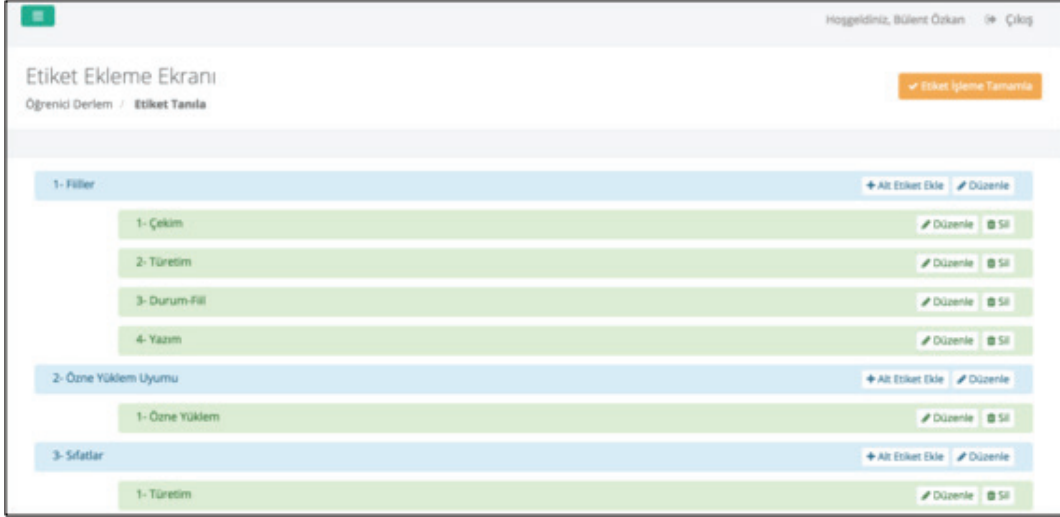 Hoşgeldiniz, Bülent Özkan Çıkış
Etiket Ekleme Ekranı
Öğrenici Derlem / Etiket Tanıla
Etiket İşleme Tamamla
1- Fiiller + Alt Etiket Ekle Düzenle
1- Çekim Düzenle Sil
2- Türetim Düzenle Sil
3- Durum-Fiil Düzenle Sil
4- Yazım Düzenle Sil
2- Özne Yüklem Uyumu + Alt Etiket Ekle Düzenle
1- Özne Yüklem Düzenle Sil
3- Sıfatlar + Alt Etiket Ekle Düzenle
1- Türetim Düzenle Sil